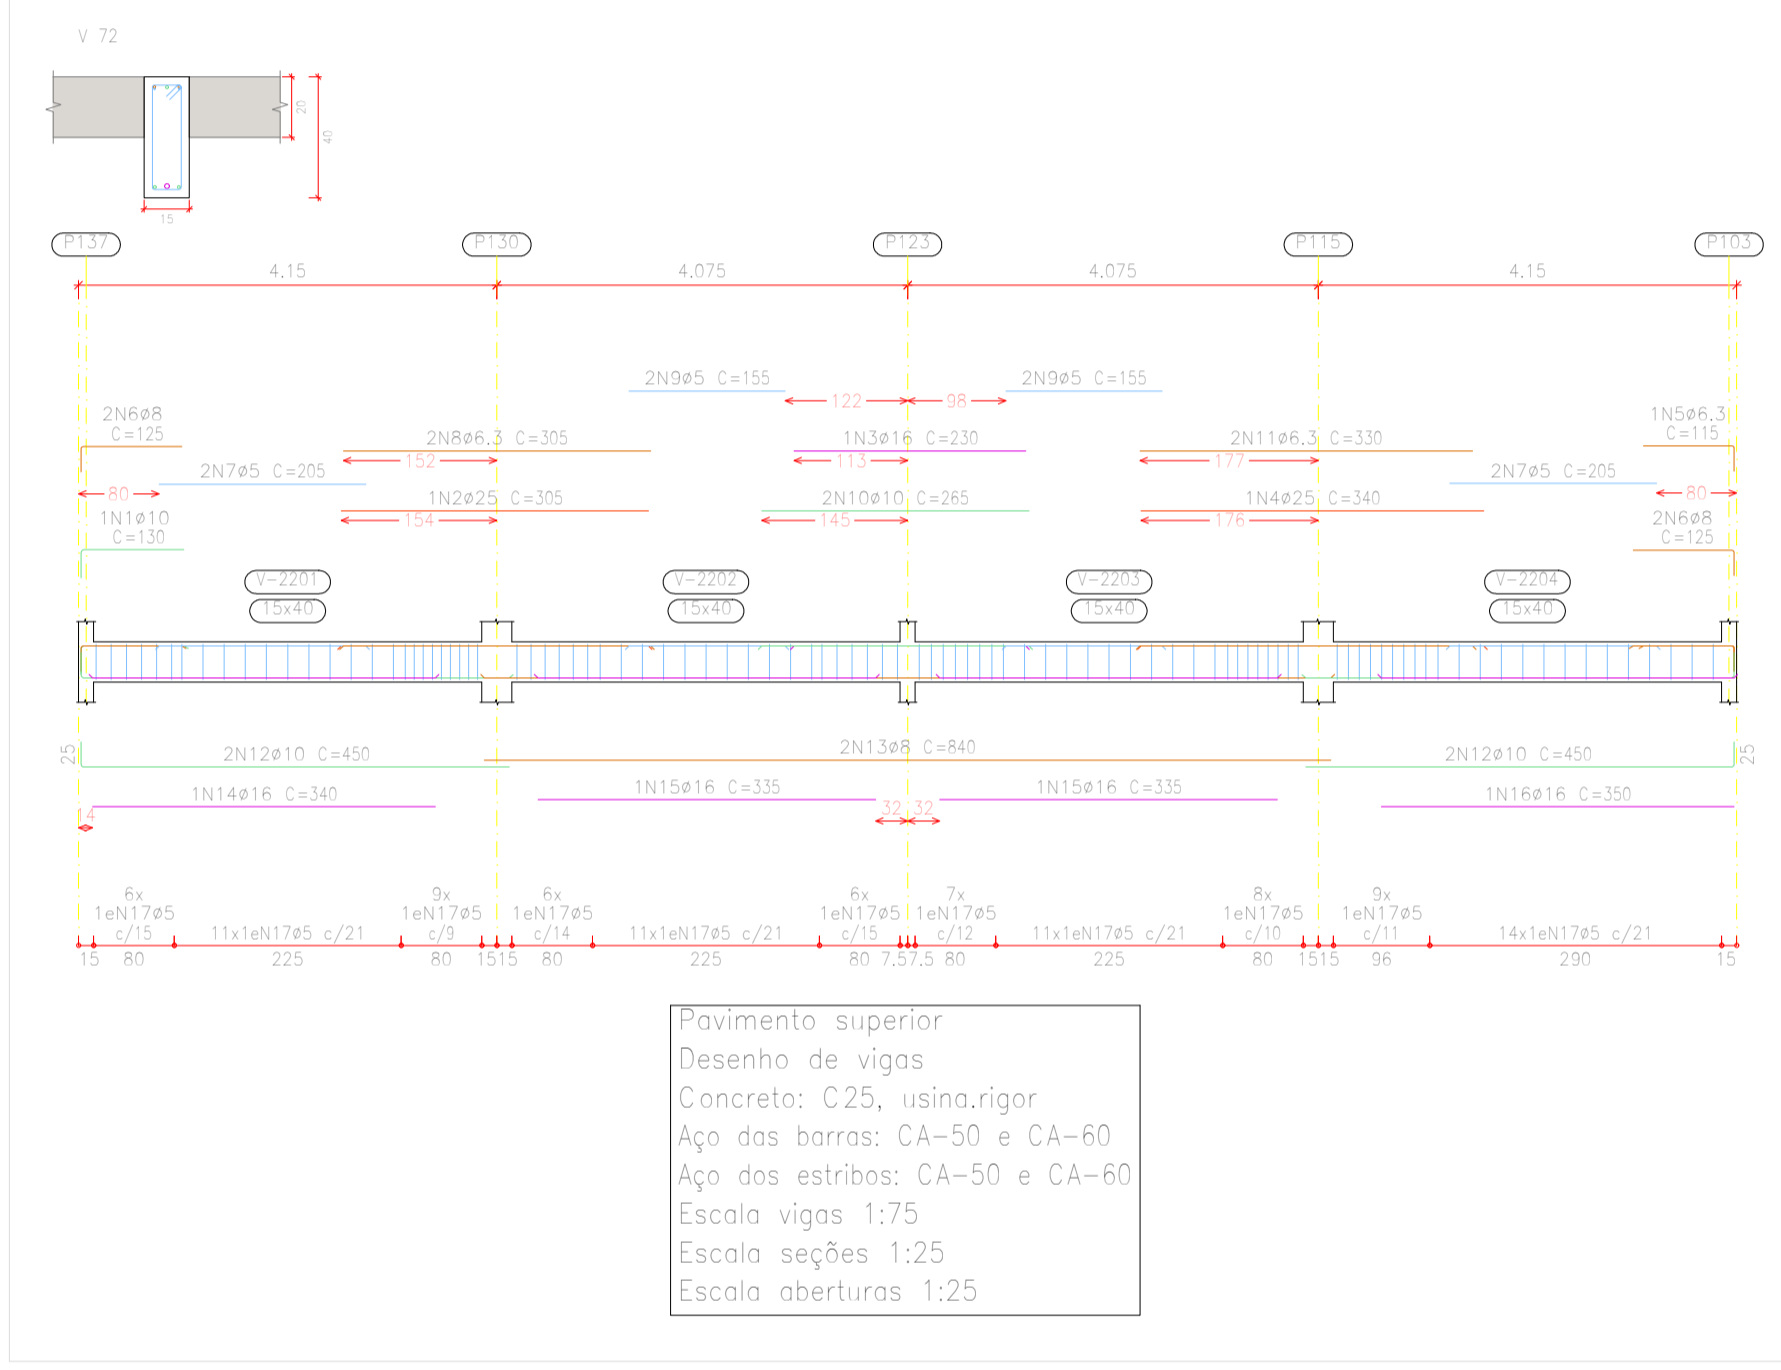 V 72
20
40
15
P137
P130
P123
P115
P103
4.15
4.075
4.075
4.15
2N9ø5 C=155
2N9ø5 C=155
122
98
2N6ø8
C=125
2N8ø6.3 C=305
1N3ø16 C=230
2N11ø6.3 C=330
1N5ø6.3
C=115
152
113
177
2N7ø5 C=205
2N7ø5 C=205
80
80
1N2ø25 C=305
2N10ø10 C=265
1N4ø25 C=340
154
145
176
1N1ø10
C=130
2N6ø8
C=125
V-2201
V-2202
V-2203
V-2204
15x40
15x40
15x40
15x40
25
2N12ø10 C=450
2N13ø8 C=840
2N12ø10 C=450
25
1N14ø16 C=340
1N15ø16 C=335
1N15ø16 C=335
1N16ø16 C=350
14
32
32
6x
1eN17ø5
c/15
11x1eN17ø5 c/21
9x
1eN17ø5
c/9
6x
1eN17ø5
c/14
11x1eN17ø5 c/21
6x
1eN17ø5
c/15
7x
1eN17ø5
c/12
11x1eN17ø5 c/21
8x
1eN17ø5
c/10
9x
1eN17ø5
c/11
14x1eN17ø5 c/21
15 80 225 80 15 15 80 225 80 7.5 7.5 80 225 80 15 15 96 290 15
Pavimento superior
Desenho de vigas
Concreto: C25, usina.rigor
Aço das barras: CA-50 e CA-60
Aço dos estribos: CA-50 e CA-60
Escala vigas 1:75
Escala seções 1:25
Escala aberturas 1:25